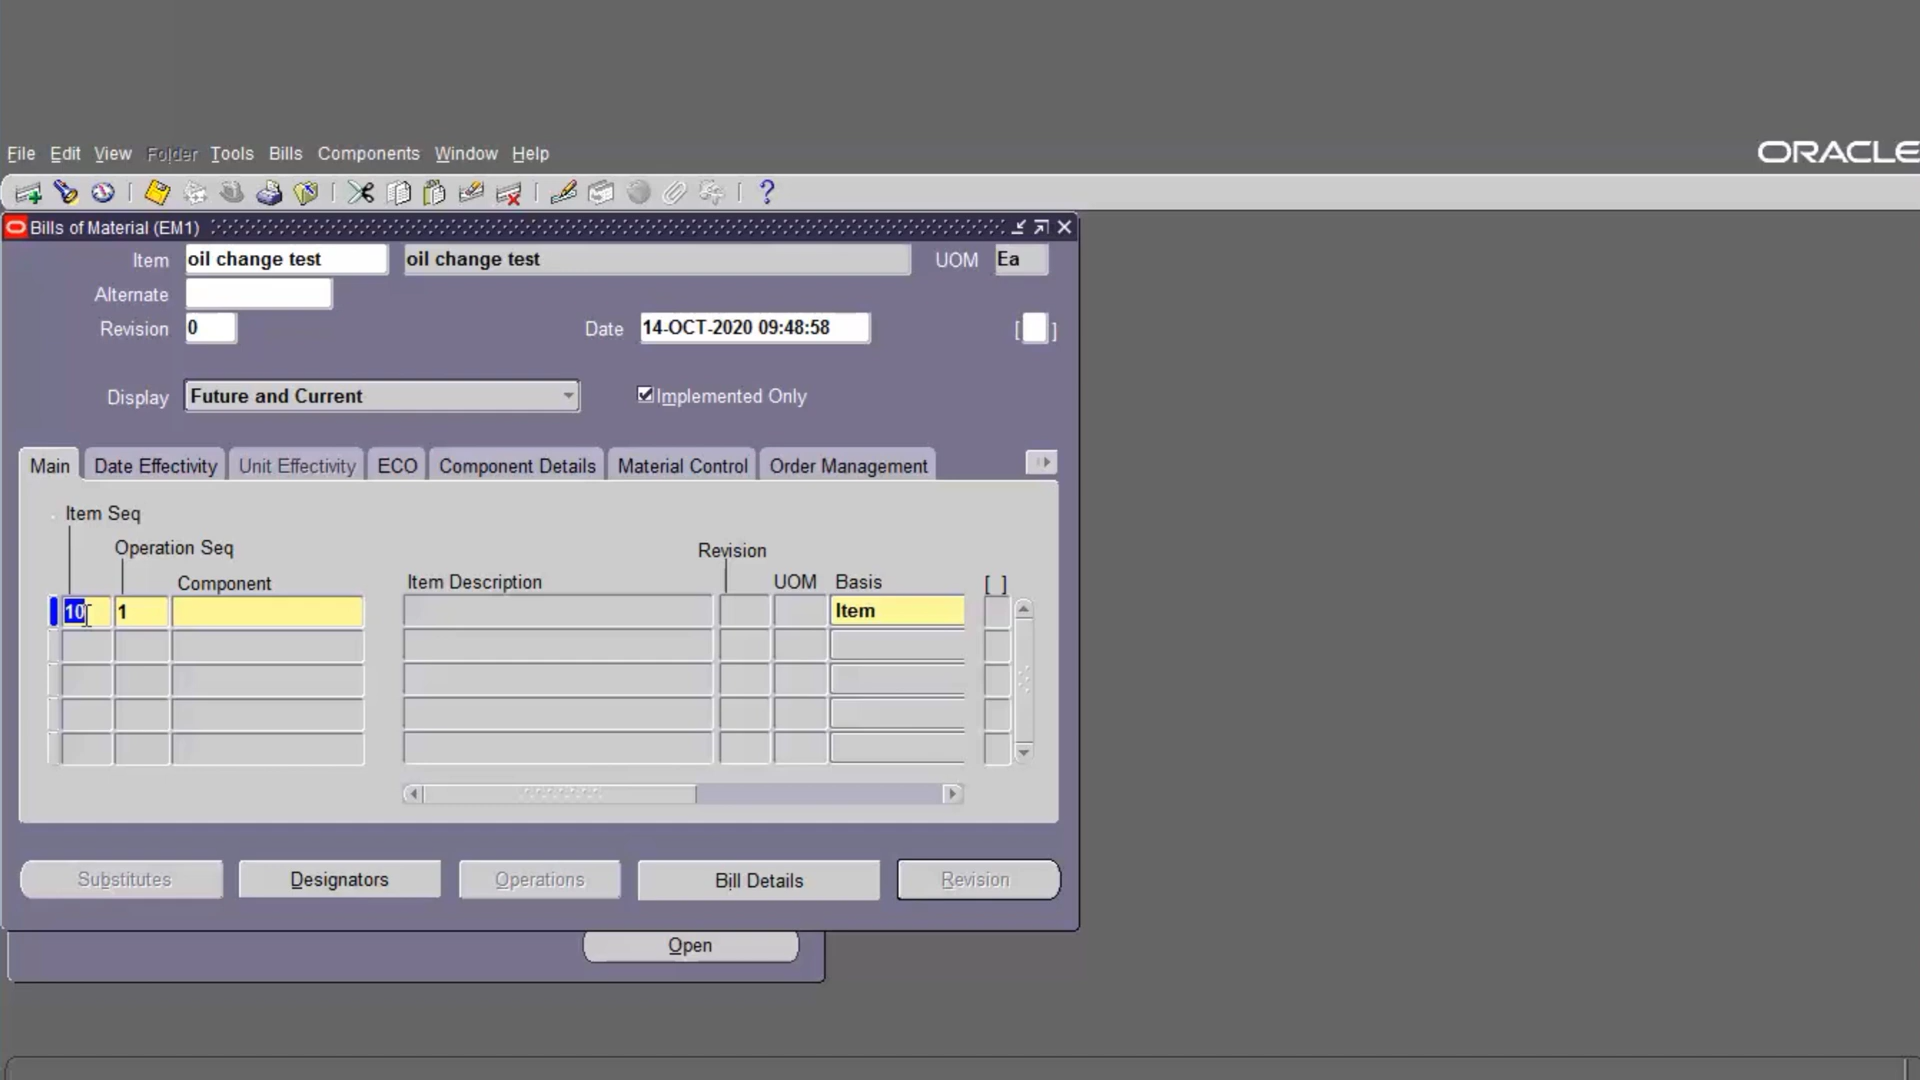 File Edit View Folder Tools Bills Components Window Help
ORACLE
?
Bills of Material (EM1)
Item oil change test oil change test UOM Ea
Alternate
Revision 0 Date 14-OCT-2020 09:48:58 [ ]
Display Future and Current Implemented Only
Main Date Effectivity Unit Effectivity ECO Component Details Material Control Order Management
Item Seq
Operation Seq Revision
Component Item Description UOM Basis [ ]
10 1 Item
Substitutes Designators Operations Bill Details Revision
Open